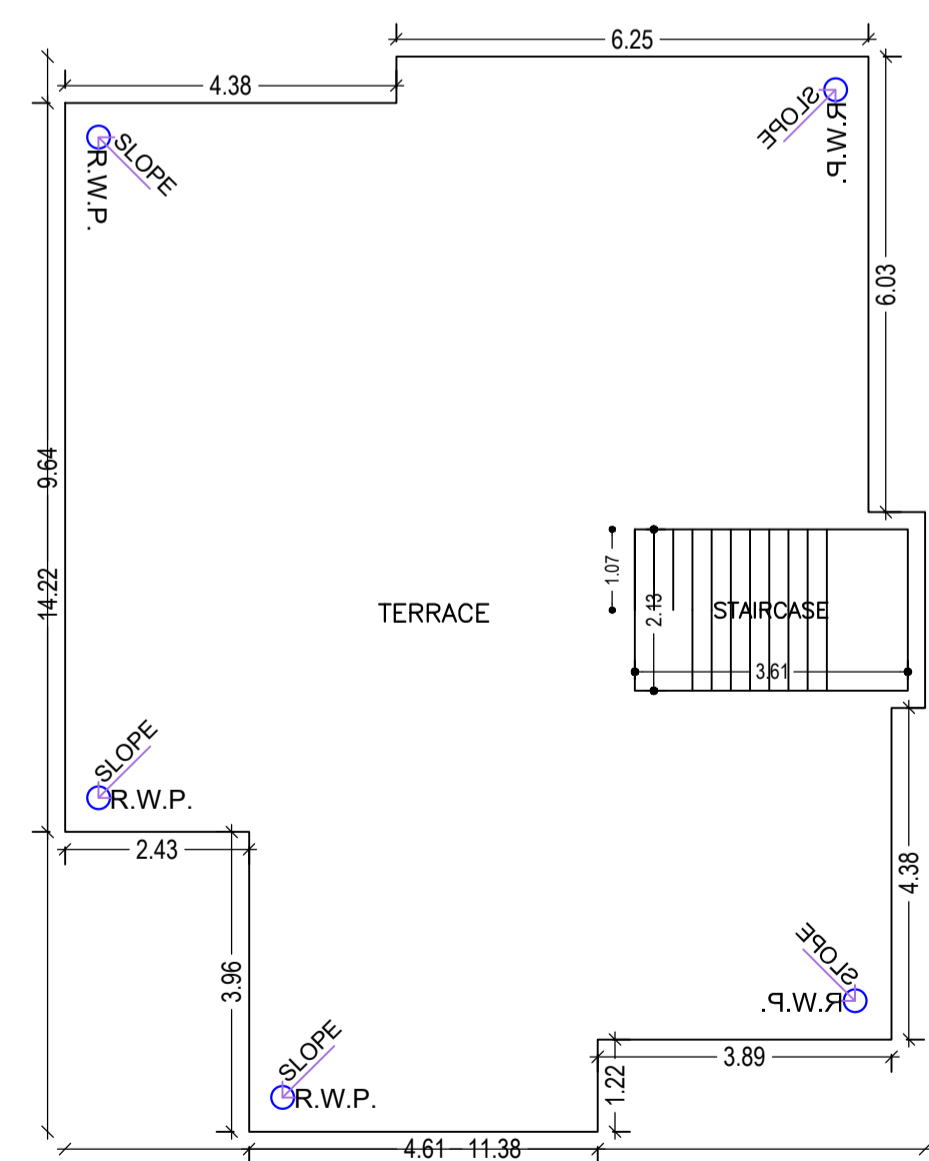 6.25
4.38
SLOPE
R.W.P.
SLOPE
R.W.P.
6.03
9.64
14.22
1.07
2.13
TERRACE
STAIRCASE
3.61
SLOPE
R.W.P.
2.43
4.38
3.96
SLOPE
R.W.P.
SLOPE
R.W.P.
3.89
1.22
4.61
11.38